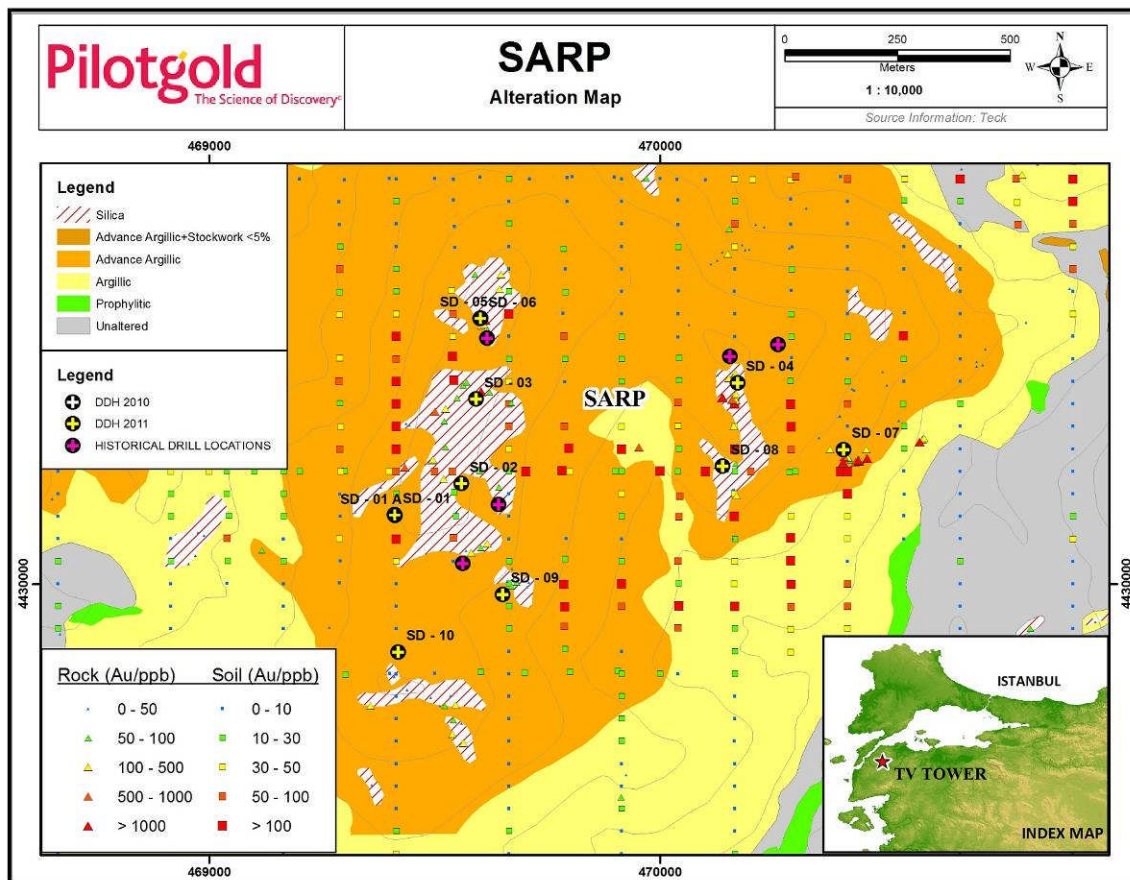 Pilotgold
The Science of Discovery
SARP
Alteration Map
0 250 500
Meters
1 : 10,000
N
W E
S
Source Information: Teck
469000 470000
Legend
Silica
Advance Argillic+Stockwork <5%
Advance Argillic
Argillic
Prophylitic
Unaltered
Legend
DDH 2010
DDH 2011
HISTORICAL DRILL LOCATIONS
SD - 05 SD - 06
SD - 04
SD - 03
SARP
SD - 07
SD - 08
SD - 02
SD - 01 A SD - 01
SD - 09
SD - 10
4430000 4430000
Rock (Au/ppb) Soil (Au/ppb)
0 - 50 0 - 10
50 - 100 10 - 30
100 - 500 30 - 50
500 - 1000 50 - 100
> 1000 > 100
ISTANBUL
TV TOWER
INDEX MAP
469000 470000